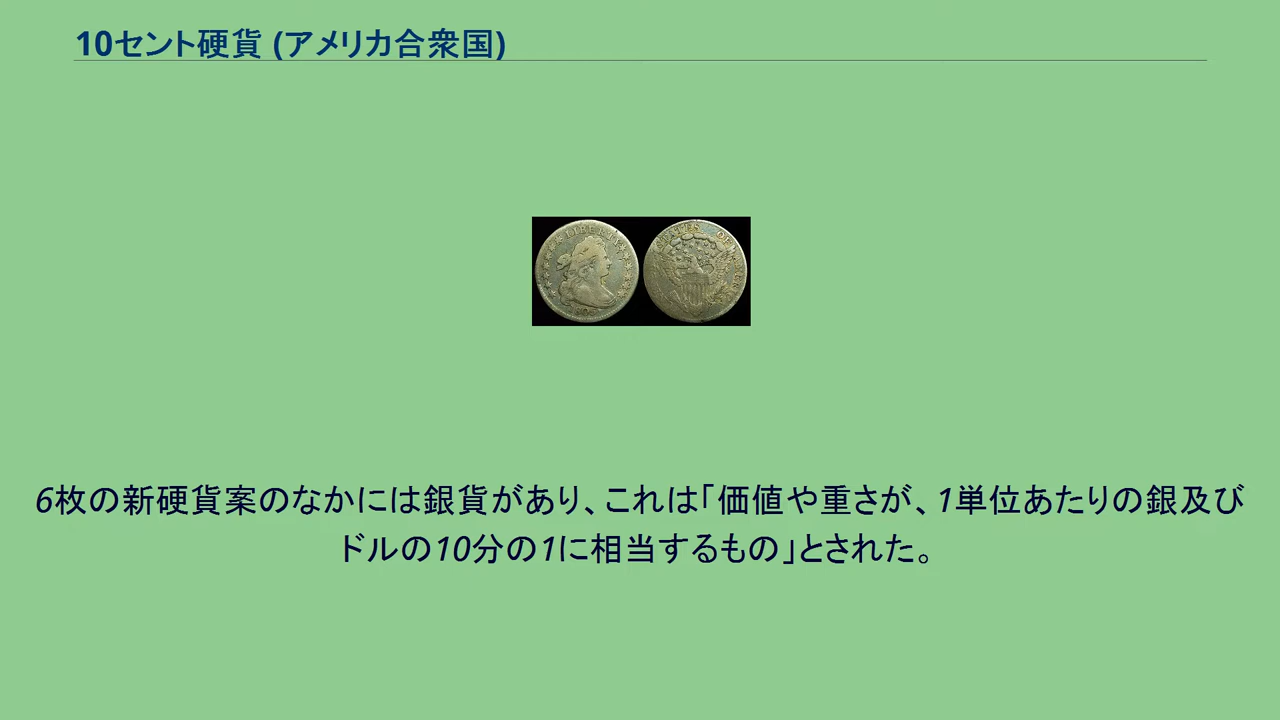 10セント硬貨 (アメリカ合衆国)
LIBERTY
6枚の新硬貨案のなかには銀貨があり、これは「価値や重さが、1単位あたりの銀及び
ドルの10分の1に相当するもの」とされた。